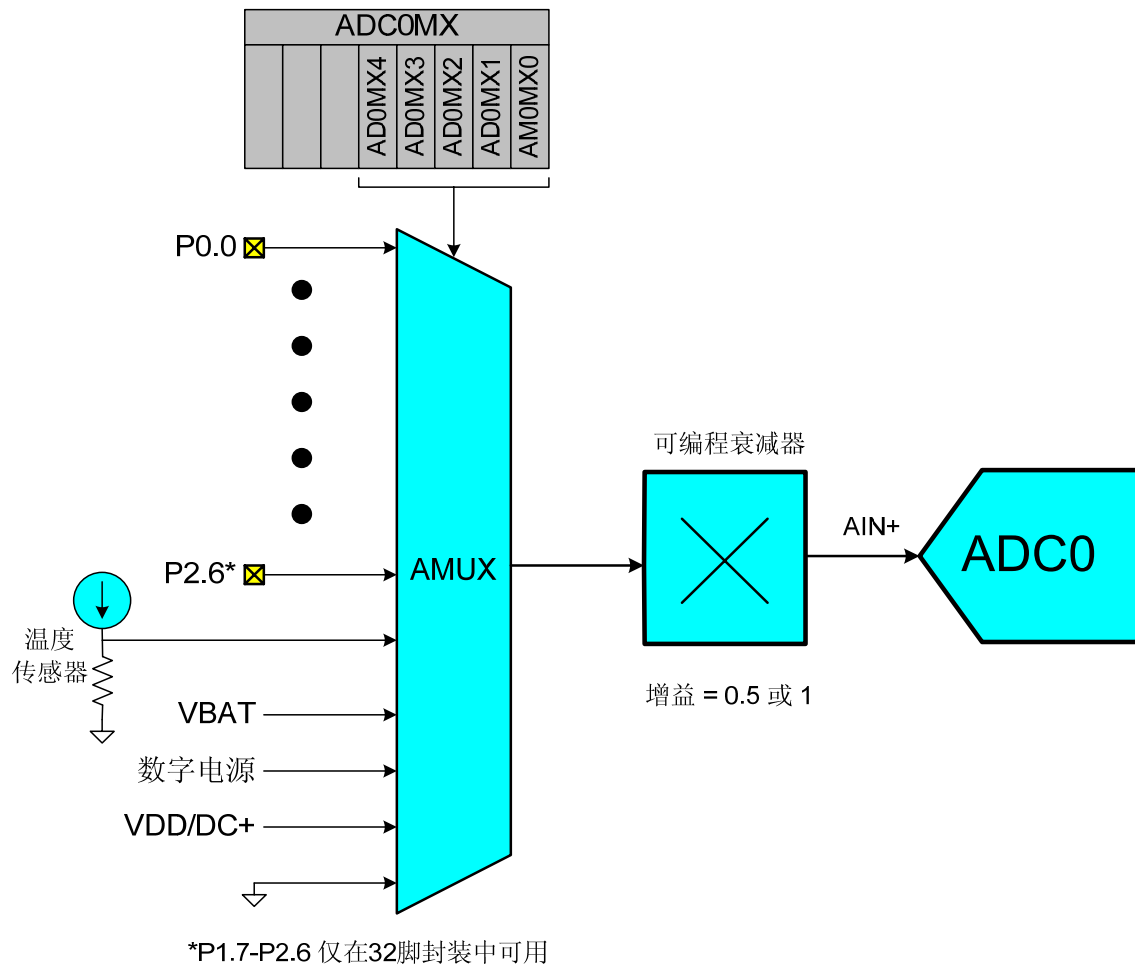 ADC0MX
AD0MX4
AD0MX3
AD0MX2
AD0MX1
AM0MX0
P0.0
P2.6*
温度
传感器
VBAT
数字电源
VDD/DC+
AMUX
可编程衰减器
增益 = 0.5 或 1
AIN+
ADC0
*P1.7-P2.6 仅在32脚封装中可用